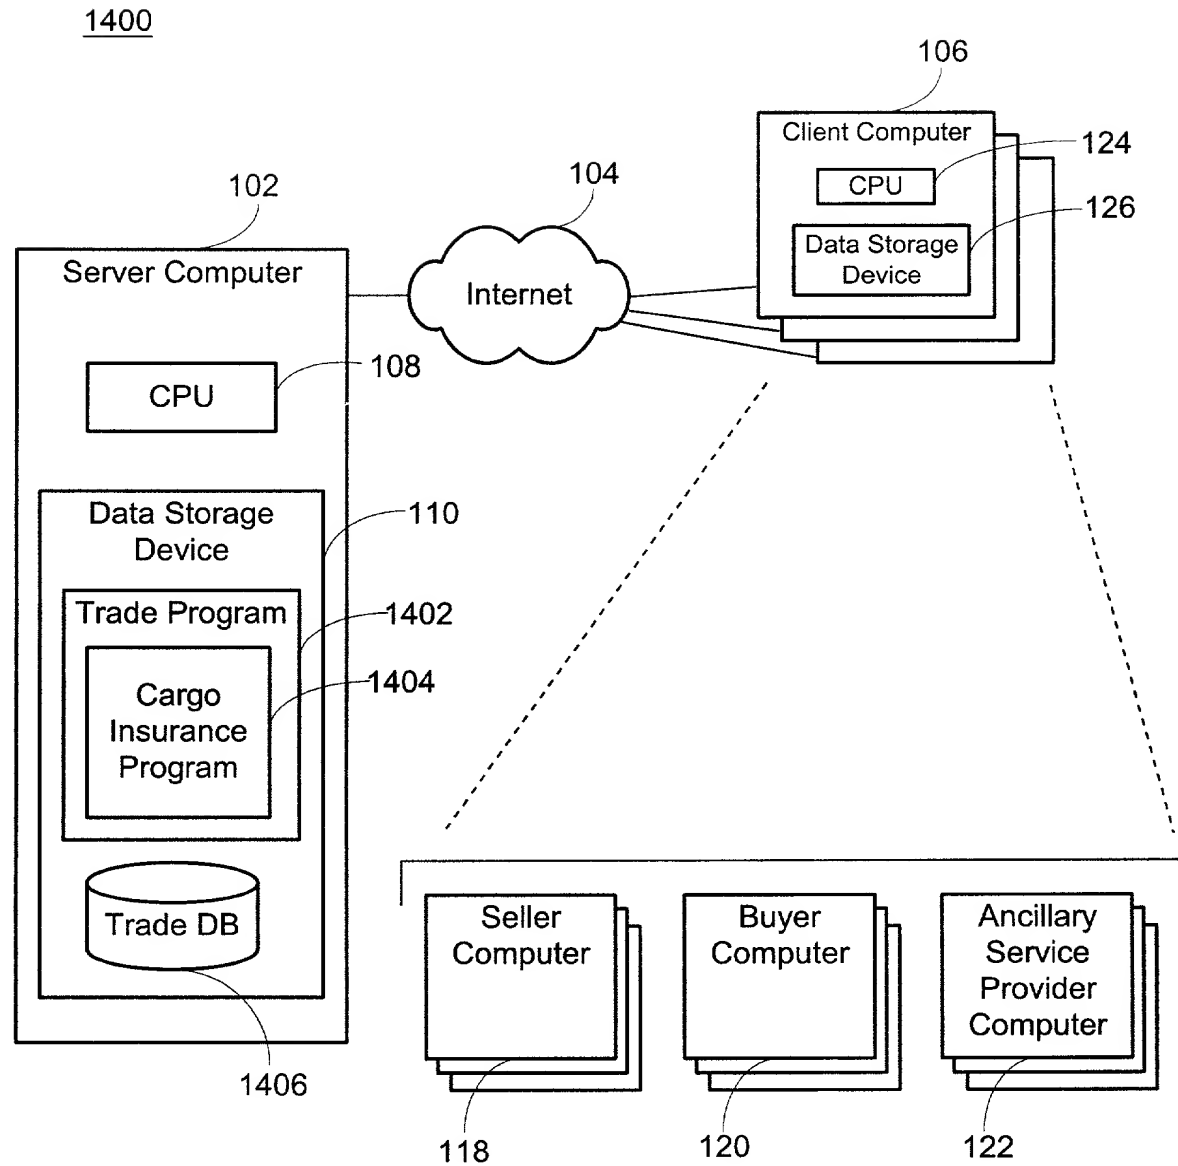 1400
106
Client Computer
124
CPU
126
Data Storage
Device
102
104
Server Computer
Internet
108
CPU
Data Storage
Device
110
Trade Program
1402
Cargo
Insurance
Program
1404
Trade DB
1406
Seller
Computer
118
Buyer
Computer
120
Ancillary
Service
Provider
Computer
122